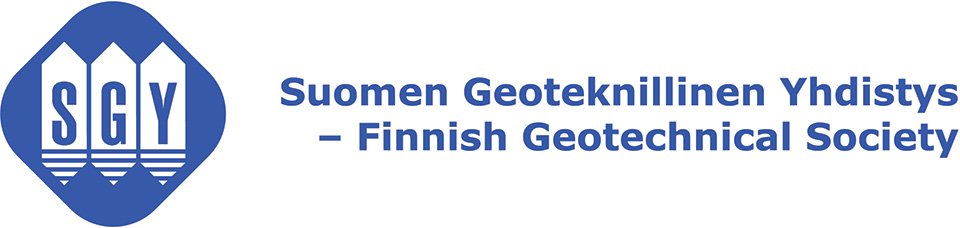 SGY
Suomen Geoteknillinen Yhdistys
– Finnish Geotechnical Society